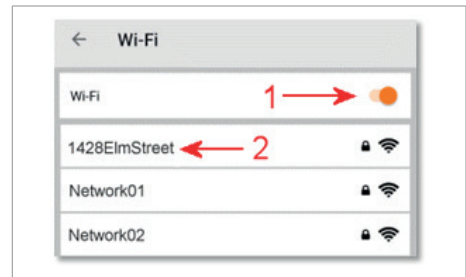 Wi-Fi
Wi-Fi 1
1428ElmStreet 2
Network01
Network02